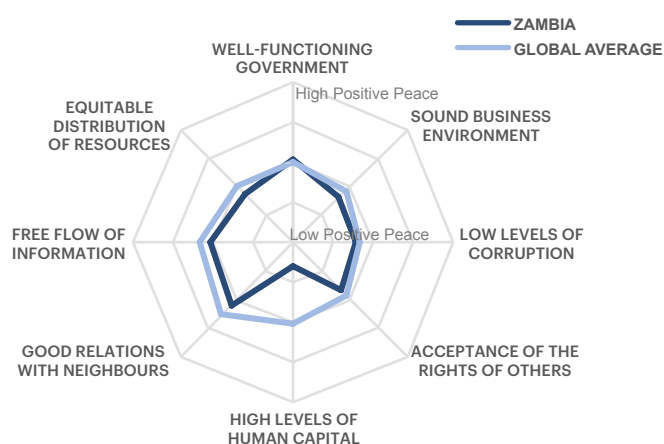 ZAMBIA
GLOBAL AVERAGE
WELL-FUNCTIONING
GOVERNMENT
High Positive Peace
SOUND BUSINESS
ENVIRONMENT
EQUITABLE
DISTRIBUTION
OF RESOURCES
FREE FLOW OF
INFORMATION
Low Positive Peace
LOW LEVELS OF
CORRUPTION
GOOD RELATIONS
WITH NEIGHBOURS
ACCEPTANCE OF THE
RIGHTS OF OTHERS
HIGH LEVELS OF
HUMAN CAPITAL